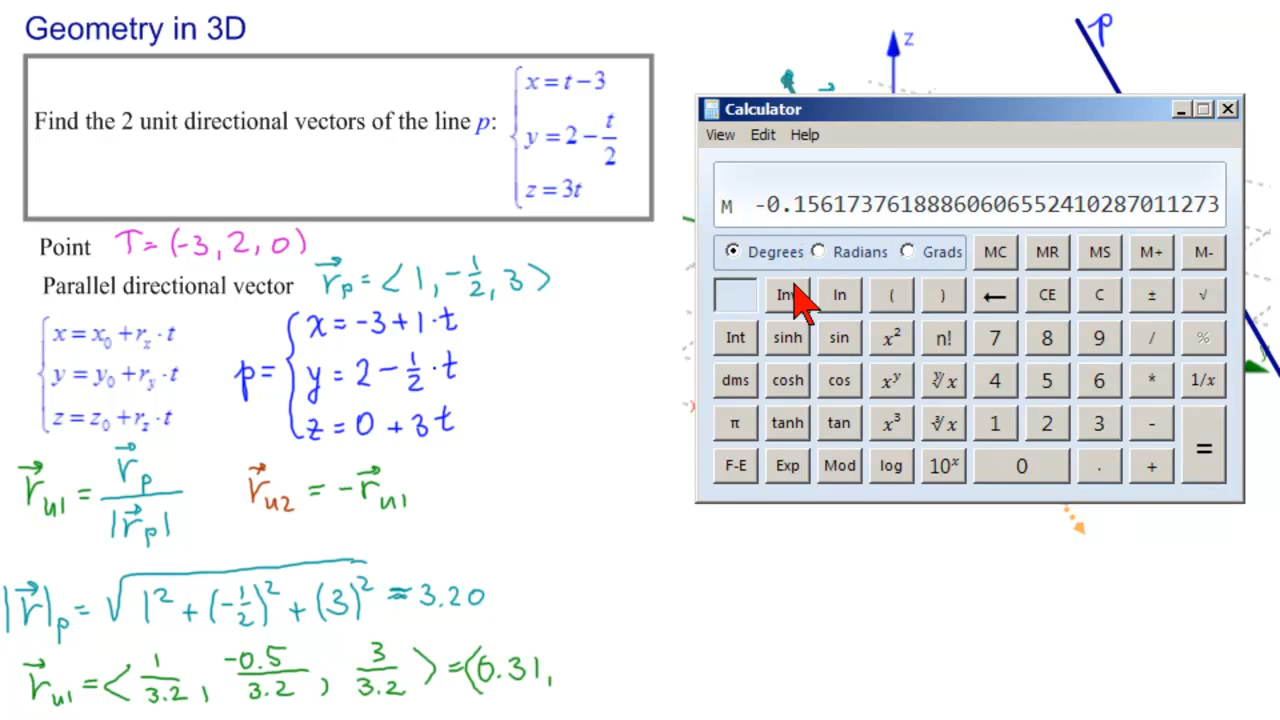 Geometry in 3D
Find the 2 unit directional vectors of the line p: { x = t − 3
y = 2 − t/2
z = 3t
Point T = (-3, 2, 0)
Parallel directional vector r⃗p = ⟨1, -1/2, 3⟩
{ x = x₀ + rₓ · t
y = y₀ + r_y · t
z = z₀ + r_z · t
p = { x = -3 + 1 · t
y = 2 - 1/2 · t
z = 0 + 3t
r⃗u1 = r⃗p / |r⃗p|
r⃗u2 = -r⃗u1
|r⃗|p = √(1² + (-1/2)² + (3)²) ≈ 3.20
r⃗u1 = ⟨ 1/3.2, -0.5/3.2, 3/3.2 ⟩ = ⟨0.31,
z
p
y
Calculator
View Edit Help
M -0.15617376188860606552410287011273
Degrees Radians Grads MC MR MS M+ M-
Inv ln ( ) ← CE C ± √
Int sinh sin x² n! 7 8 9 / %
dms cosh cos xʸ ʸ√x 4 5 6 * 1/x
π tanh tan x³ ³√x 1 2 3 - =
F-E Exp Mod log 10ˣ 0 . +